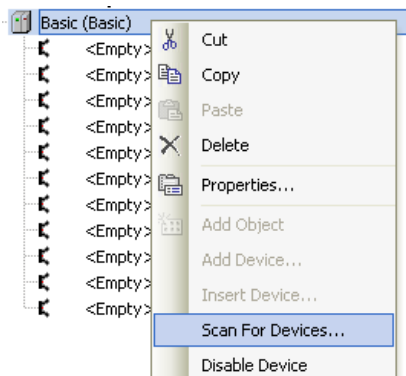 Basic (Basic)
<Empty>
<Empty>
<Empty>
<Empty>
<Empty>
<Empty>
<Empty>
<Empty>
<Empty>
<Empty>
<Empty>
Cut
Copy
Paste
Delete
Properties...
Add Object
Add Device...
Insert Device...
Scan For Devices...
Disable Device